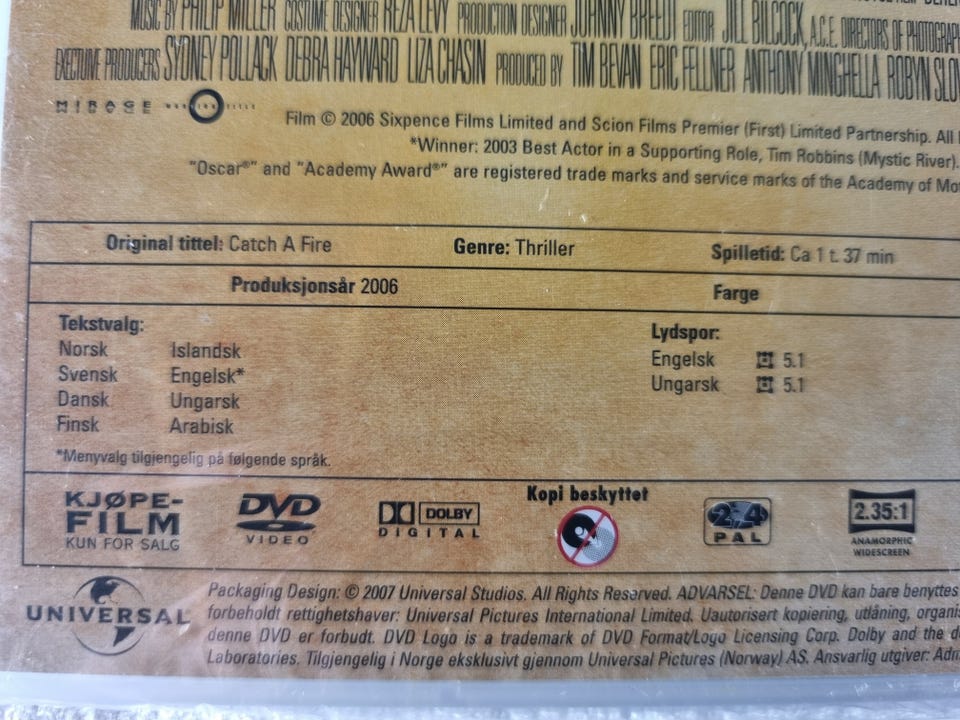 MUSIC BY PHILIP MILLER COSTUME DESIGNER REZA LEVY PRODUCTION DESIGNER JOHNNY BREEDT EDITOR JILL BILCOCK, A.C.E. DIRECTORS OF PHOTOGRAPH
EXECTUIVE PRODUCERS SYDNEY POLLACK DEBRA HAYWARD LIZA CHASIN PRODUCED BY TIM BEVAN ERIC FELLNER ANTHONY MINGHELLA ROBYN SLOV
MIRAGE WORKING TITLE
Film © 2006 Sixpence Films Limited and Scion Films Premier (First) Limited Partnership. All
*Winner: 2003 Best Actor in a Supporting Role, Tim Robbins (Mystic River).
"Oscar®" and "Academy Award®" are registered trade marks and service marks of the Academy of Mo
Original tittel: Catch A Fire Genre: Thriller Spilletid: Ca 1 t. 37 min
Produksjonsår 2006 Farge
Tekstvalg:
Norsk Islandsk
Svensk Engelsk*
Dansk Ungarsk
Finsk Arabisk
*Menyvalg tilgjengelig på følgende språk.
Lydspor:
Engelsk 5.1
Ungarsk 5.1
KJØPE-
FILM
KUN FOR SALG
DVD
VIDEO
DOLBY
DIGITAL
Kopi beskyttet
2 4
PAL
2.35:1
ANAMORPHIC
WIDESCREEN
UNIVERSAL
Packaging Design: © 2007 Universal Studios. All Rights Reserved. ADVARSEL: Denne DVD kan bare benyttes
forbeholdt rettighetshaver: Universal Pictures International Limited. Uautorisert kopiering, utlåning, organis
denne DVD er forbudt. DVD Logo is a trademark of DVD Format/Logo Licensing Corp. Dolby and the d
Laboratories. Tilgjengelig i Norge eksklusivt gjennom Universal Pictures (Norway) AS. Ansvarlig utgiver: Adm